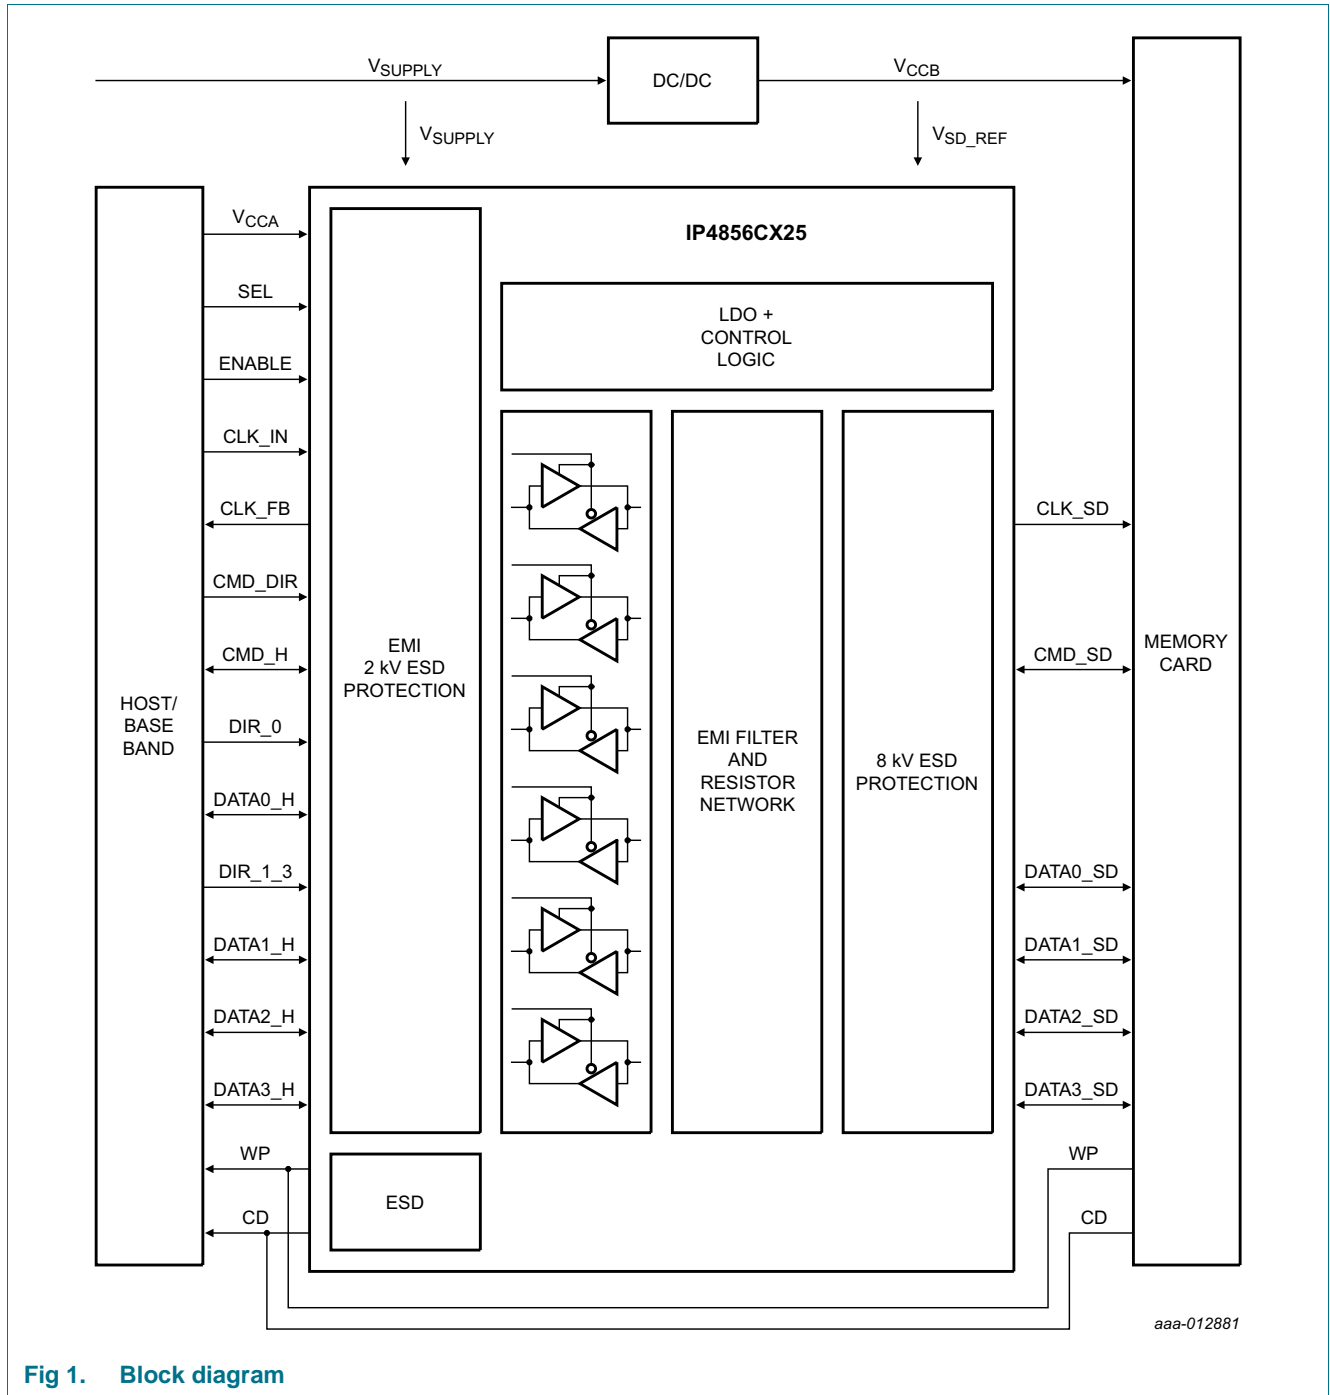 VSUPPLY
DC/DC
VCCB
VSUPPLY
VSD_REF
VCCA
SEL
ENABLE
CLK_IN
CLK_FB
CMD_DIR
CMD_H
DIR_0
DATA0_H
DIR_1_3
DATA1_H
DATA2_H
DATA3_H
WP
CD
HOST/
BASE
BAND
IP4856CX25
LDO +
CONTROL
LOGIC
EMI
2 kV ESD
PROTECTION
EMI FILTER
AND
RESISTOR
NETWORK
8 kV ESD
PROTECTION
ESD
CLK_SD
CMD_SD
DATA0_SD
DATA1_SD
DATA2_SD
DATA3_SD
WP
CD
MEMORY
CARD
aaa-012881
Fig 1. Block diagram